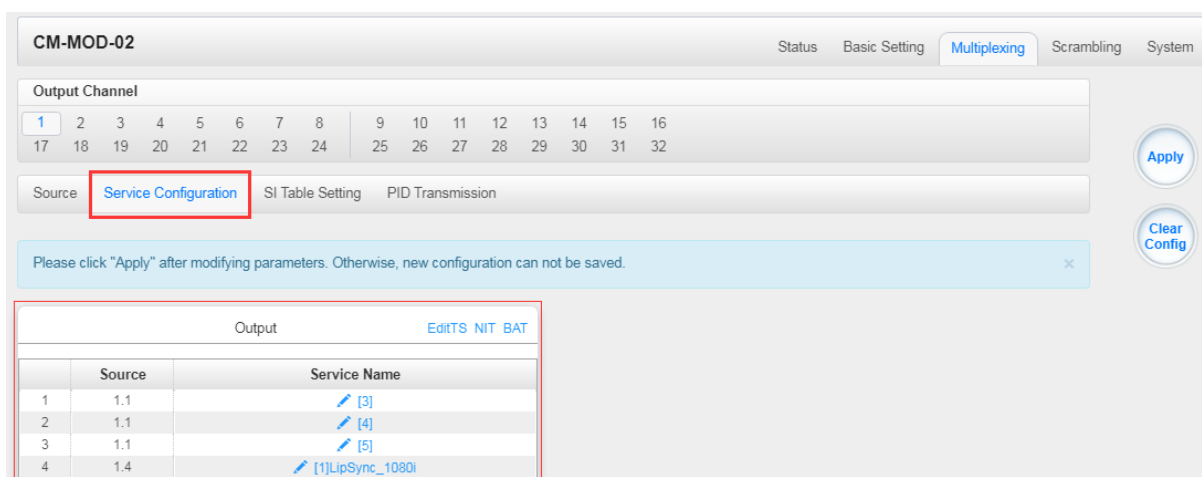 CM-MOD-02
Status Basic Setting Multiplexing Scrambling System
Output Channel
1 2 3 4 5 6 7 8 9 10 11 12 13 14 15 16
17 18 19 20 21 22 23 24 25 26 27 28 29 30 31 32
Apply
Source Service Configuration SI Table Setting PID Transmission
Clear Config
Please click "Apply" after modifying parameters. Otherwise, new configuration can not be saved. ×
Output EditTS NIT BAT
Source Service Name
1 1.1 [3]
2 1.1 [4]
3 1.1 [5]
4 1.4 [1]LipSync_1080i